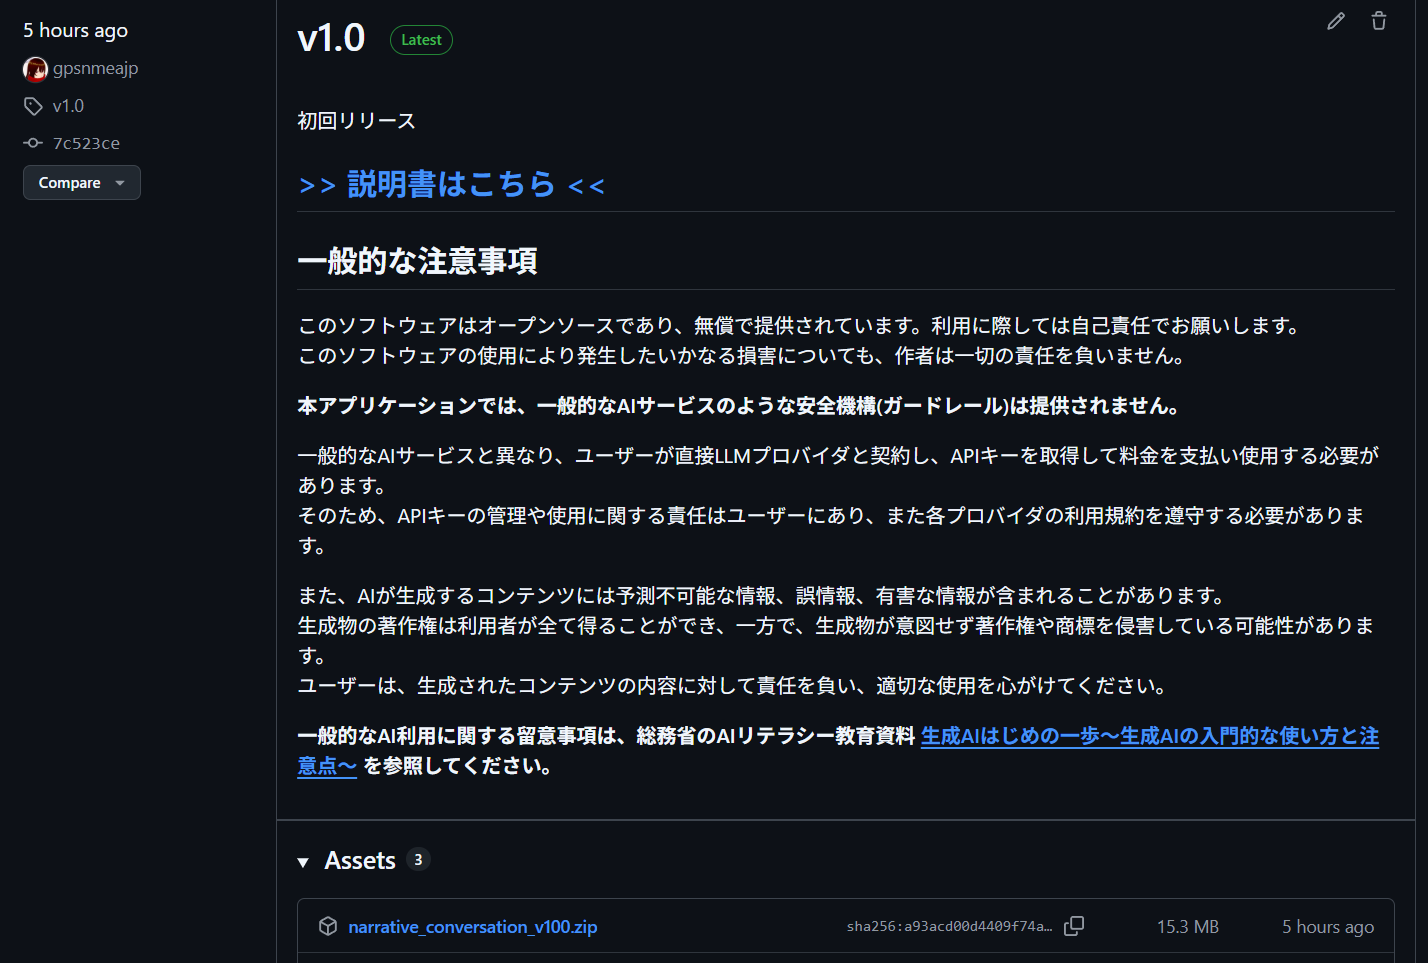 5 hours ago
gpsnmeajp
v1.0
7c523ce
Compare
v1.0 Latest
初回リリース
>> 説明書はこちら <<
一般的な注意事項
このソフトウェアはオープンソースであり、無償で提供されています。利用に際しては自己責任でお願いします。
このソフトウェアの使用により発生したいかなる損害についても、作者は一切の責任を負いません。
本アプリケーションでは、一般的なAIサービスのような安全機構(ガードレール)は提供されません。
一般的なAIサービスと異なり、ユーザーが直接LLMプロバイダと契約し、APIキーを取得して料金を支払い使用する必要が
あります。
そのため、APIキーの管理や使用に関する責任はユーザーにあり、また各プロバイダの利用規約を遵守する必要がありま
す。
また、AIが生成するコンテンツには予測不可能な情報、誤情報、有害な情報が含まれることがあります。
生成物の著作権は利用者が全て得ることができ、一方で、生成物が意図せず著作権や商標を侵害している可能性がありま
す。
ユーザーは、生成されたコンテンツの内容に対して責任を負い、適切な使用を心がけてください。
一般的なAI利用に関する留意事項は、総務省のAIリテラシー教育資料 生成AIはじめの一歩～生成AIの入門的な使い方と注
意点～ を参照してください。
Assets 3
narrative_conversation_v100.zip sha256:a93acd00d4409f74a… 15.3 MB 5 hours ago